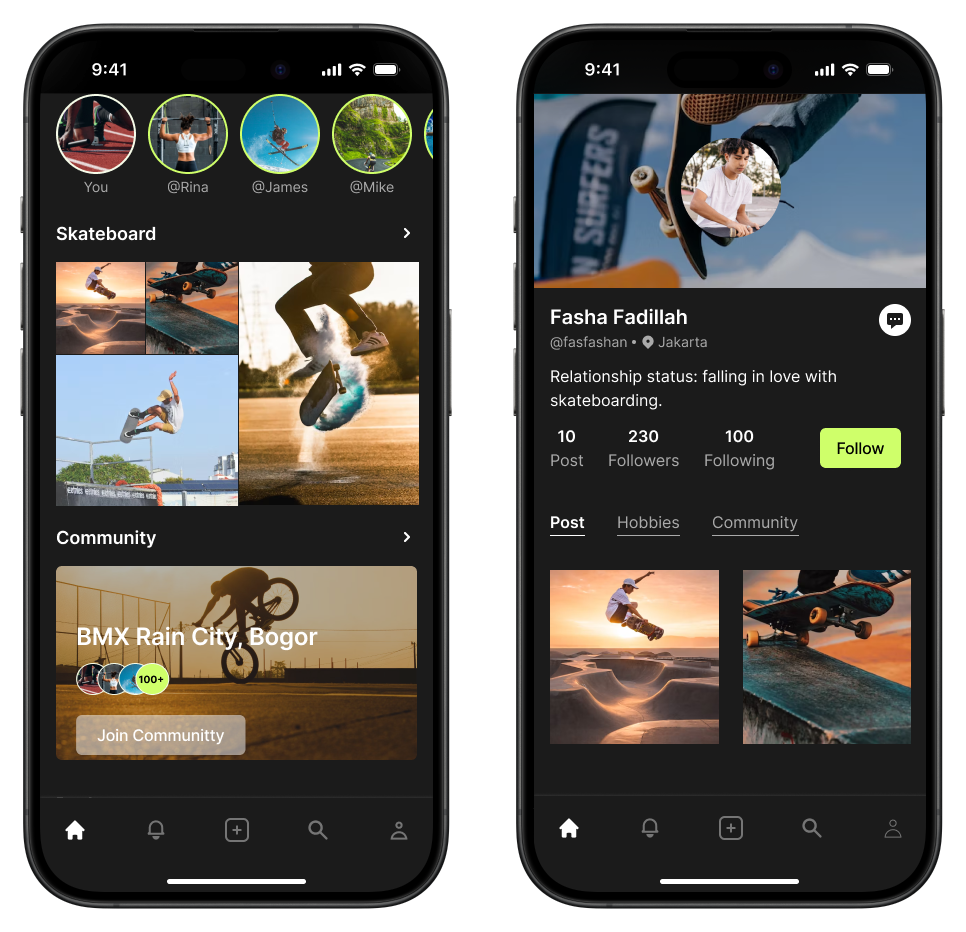 9:41
You
@Rina
@James
@Mike
Skateboard
Community
BMX Rain City, Bogor
100+
Join Communitty
9:41
N SURFERS
Fasha Fadillah
@fasfashan • Jakarta
Relationship status: falling in love with
skateboarding.
10
230
100
Post
Followers
Following
Follow
Post
Hobbies
Community